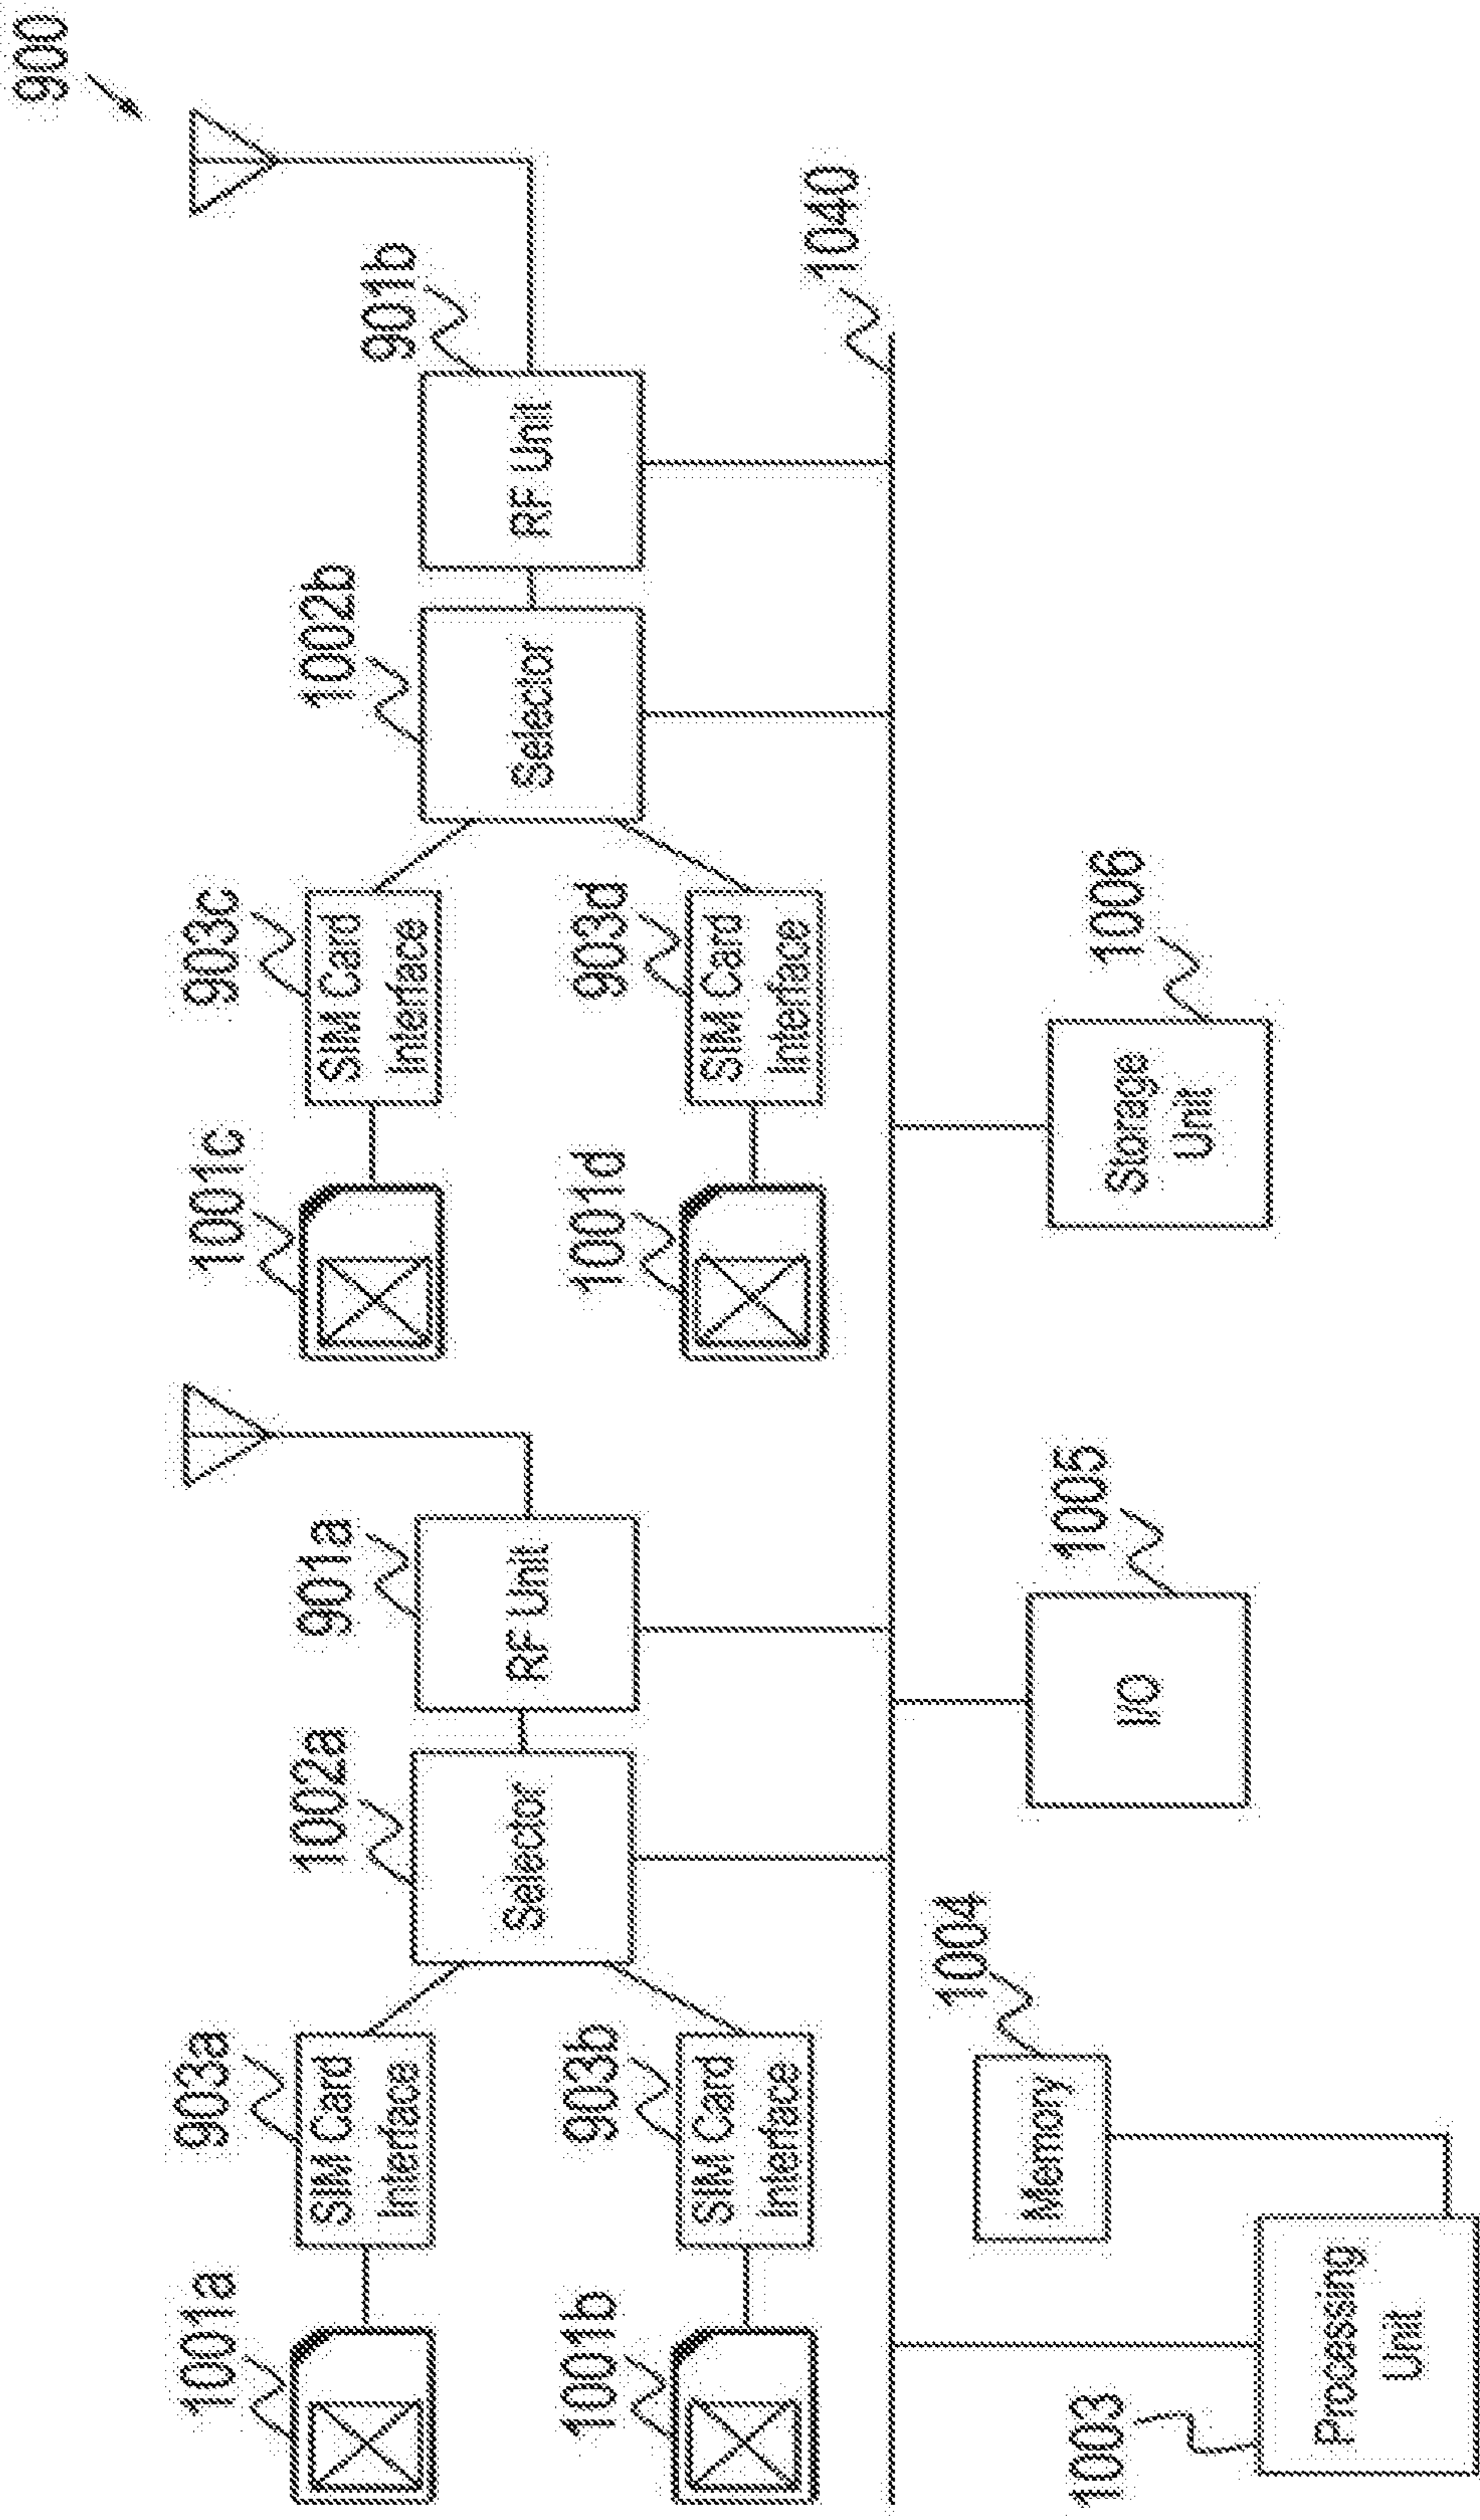 900
1001a
903a
SIM Card
Interface
1002a
Selector
901a
RF Unit
1001b
903b
SIM Card
Interface
1001c
903c
SIM Card
Interface
1002b
Selector
901b
RF Unit
1001d
903d
SIM Card
Interface
1040
1003
Processing
Unit
1004
Memory
1005
I/O
1006
Storage
Unit